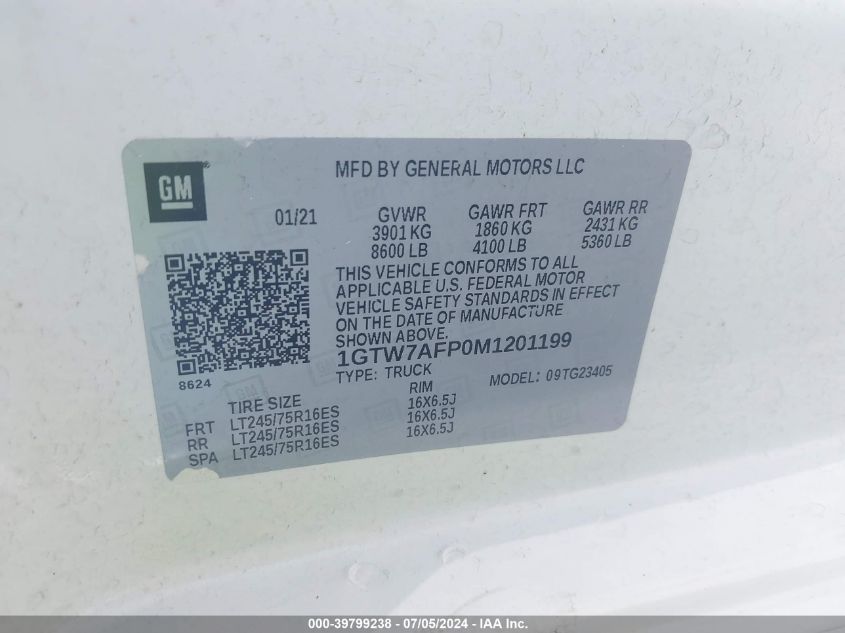 GM ®
MFD BY GENERAL MOTORS LLC
01/21
GVWR GAWR FRT GAWR RR
3901 KG 1860 KG 2431 KG
8600 LB 4100 LB 5360 LB
THIS VEHICLE CONFORMS TO ALL
APPLICABLE U.S. FEDERAL MOTOR
VEHICLE SAFETY STANDARDS IN EFFECT
ON THE DATE OF MANUFACTURE
SHOWN ABOVE.
1GTW7AFP0M1201199
8624
TYPE: TRUCK MODEL: 09TG23405
TIRE SIZE RIM
FRT LT245/75R16ES 16X6.5J
RR LT245/75R16ES 16X6.5J
SPA LT245/75R16ES 16X6.5J
000-39799238 - 07/05/2024 - IAA Inc.